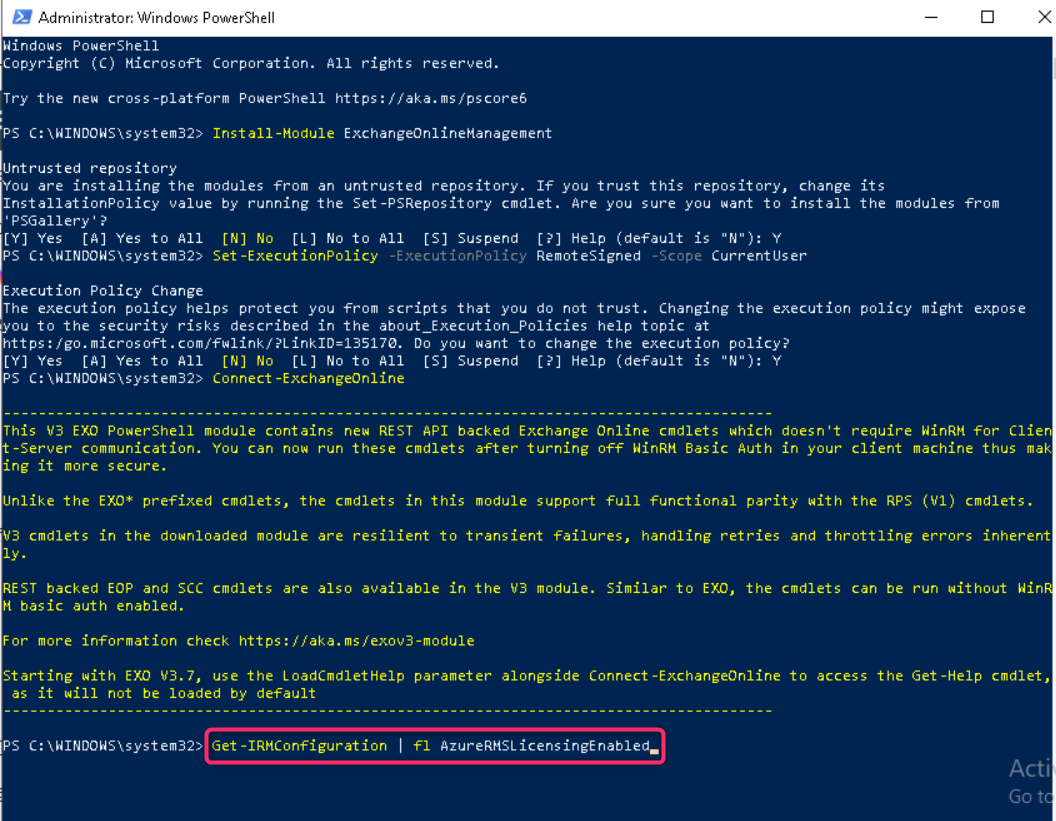 Administrator: Windows PowerShell
Windows PowerShell
Copyright (C) Microsoft Corporation. All rights reserved.
Try the new cross-platform PowerShell https://aka.ms/pscore6
PS C:\WINDOWS\system32> Install-Module ExchangeOnlineManagement
Untrusted repository
You are installing the modules from an untrusted repository. If you trust this repository, change its
InstallationPolicy value by running the Set-PSRepository cmdlet. Are you sure you want to install the modules from
'PSGallery'?
[Y] Yes  [A] Yes to All  [N] No  [L] No to All  [S] Suspend  [?] Help (default is "N"): Y
PS C:\WINDOWS\system32> Set-ExecutionPolicy -ExecutionPolicy RemoteSigned -Scope CurrentUser
Execution Policy Change
The execution policy helps protect you from scripts that you do not trust. Changing the execution policy might expose
you to the security risks described in the about_Execution_Policies help topic at
https:/go.microsoft.com/fwlink/?LinkID=135170. Do you want to change the execution policy?
[Y] Yes  [A] Yes to All  [N] No  [L] No to All  [S] Suspend  [?] Help (default is "N"): Y
PS C:\WINDOWS\system32> Connect-ExchangeOnline
----------------------------------------------------------------------------------------
This V3 EXO PowerShell module contains new REST API backed Exchange Online cmdlets which doesn't require WinRM for Clien
t-Server communication. You can now run these cmdlets after turning off WinRM Basic Auth in your client machine thus mak
ing it more secure.
Unlike the EXO* prefixed cmdlets, the cmdlets in this module support full functional parity with the RPS (V1) cmdlets.
V3 cmdlets in the downloaded module are resilient to transient failures, handling retries and throttling errors inherent
ly.
REST backed EOP and SCC cmdlets are also available in the V3 module. Similar to EXO, the cmdlets can be run without WinR
M basic auth enabled.
For more information check https://aka.ms/exov3-module
Starting with EXO V3.7, use the LoadCmdletHelp parameter alongside Connect-ExchangeOnline to access the Get-Help cmdlet,
as it will not be loaded by default
----------------------------------------------------------------------------------------
PS C:\WINDOWS\system32> Get-IRMConfiguration | fl AzureRMSLicensingEnabled_
Acti
Go to